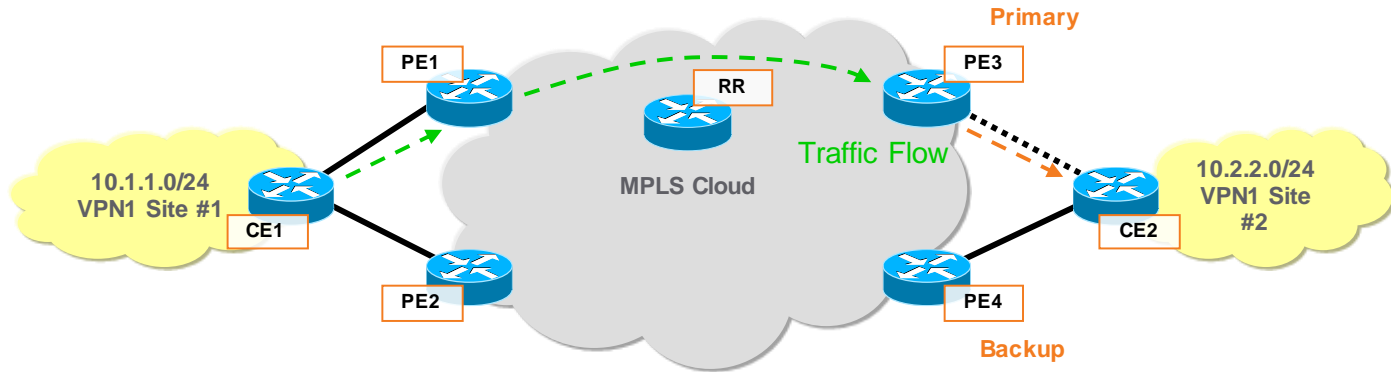 Primary
PE1
PE3
RR
Traffic Flow
10.1.1.0/24
VPN1 Site #1
CE1
MPLS Cloud
10.2.2.0/24
VPN1 Site
#2
CE2
PE2
PE4
Backup